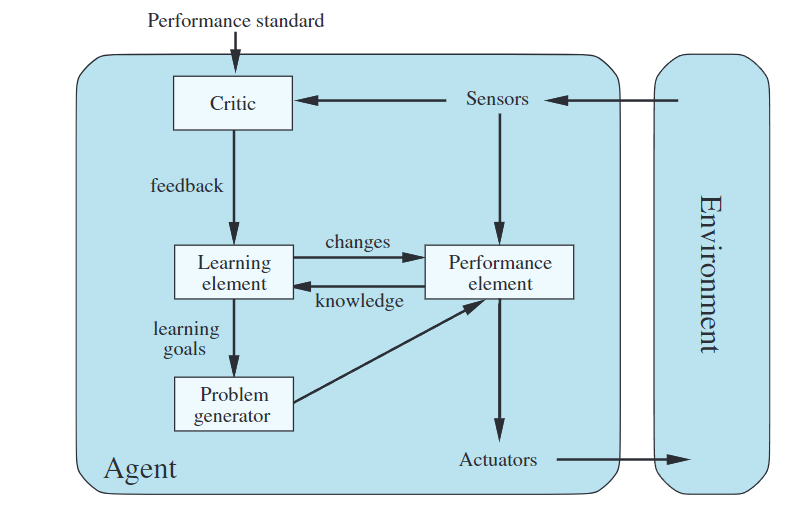 Performance standard
Critic
Sensors
feedback
changes
Learning
element
Performance
element
knowledge
learning
goals
Problem
generator
Agent
Actuators
Environment